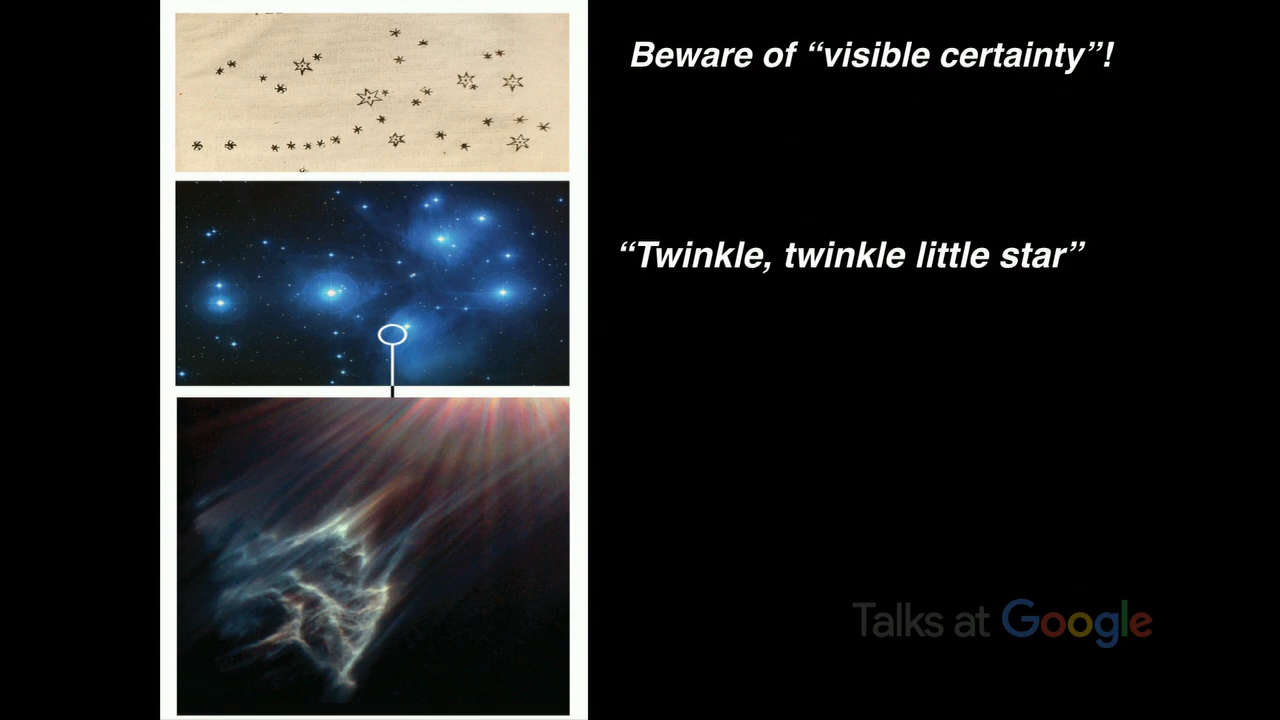 Beware of “visible certainty”!
“Twinkle, twinkle little star”
Talks at Google